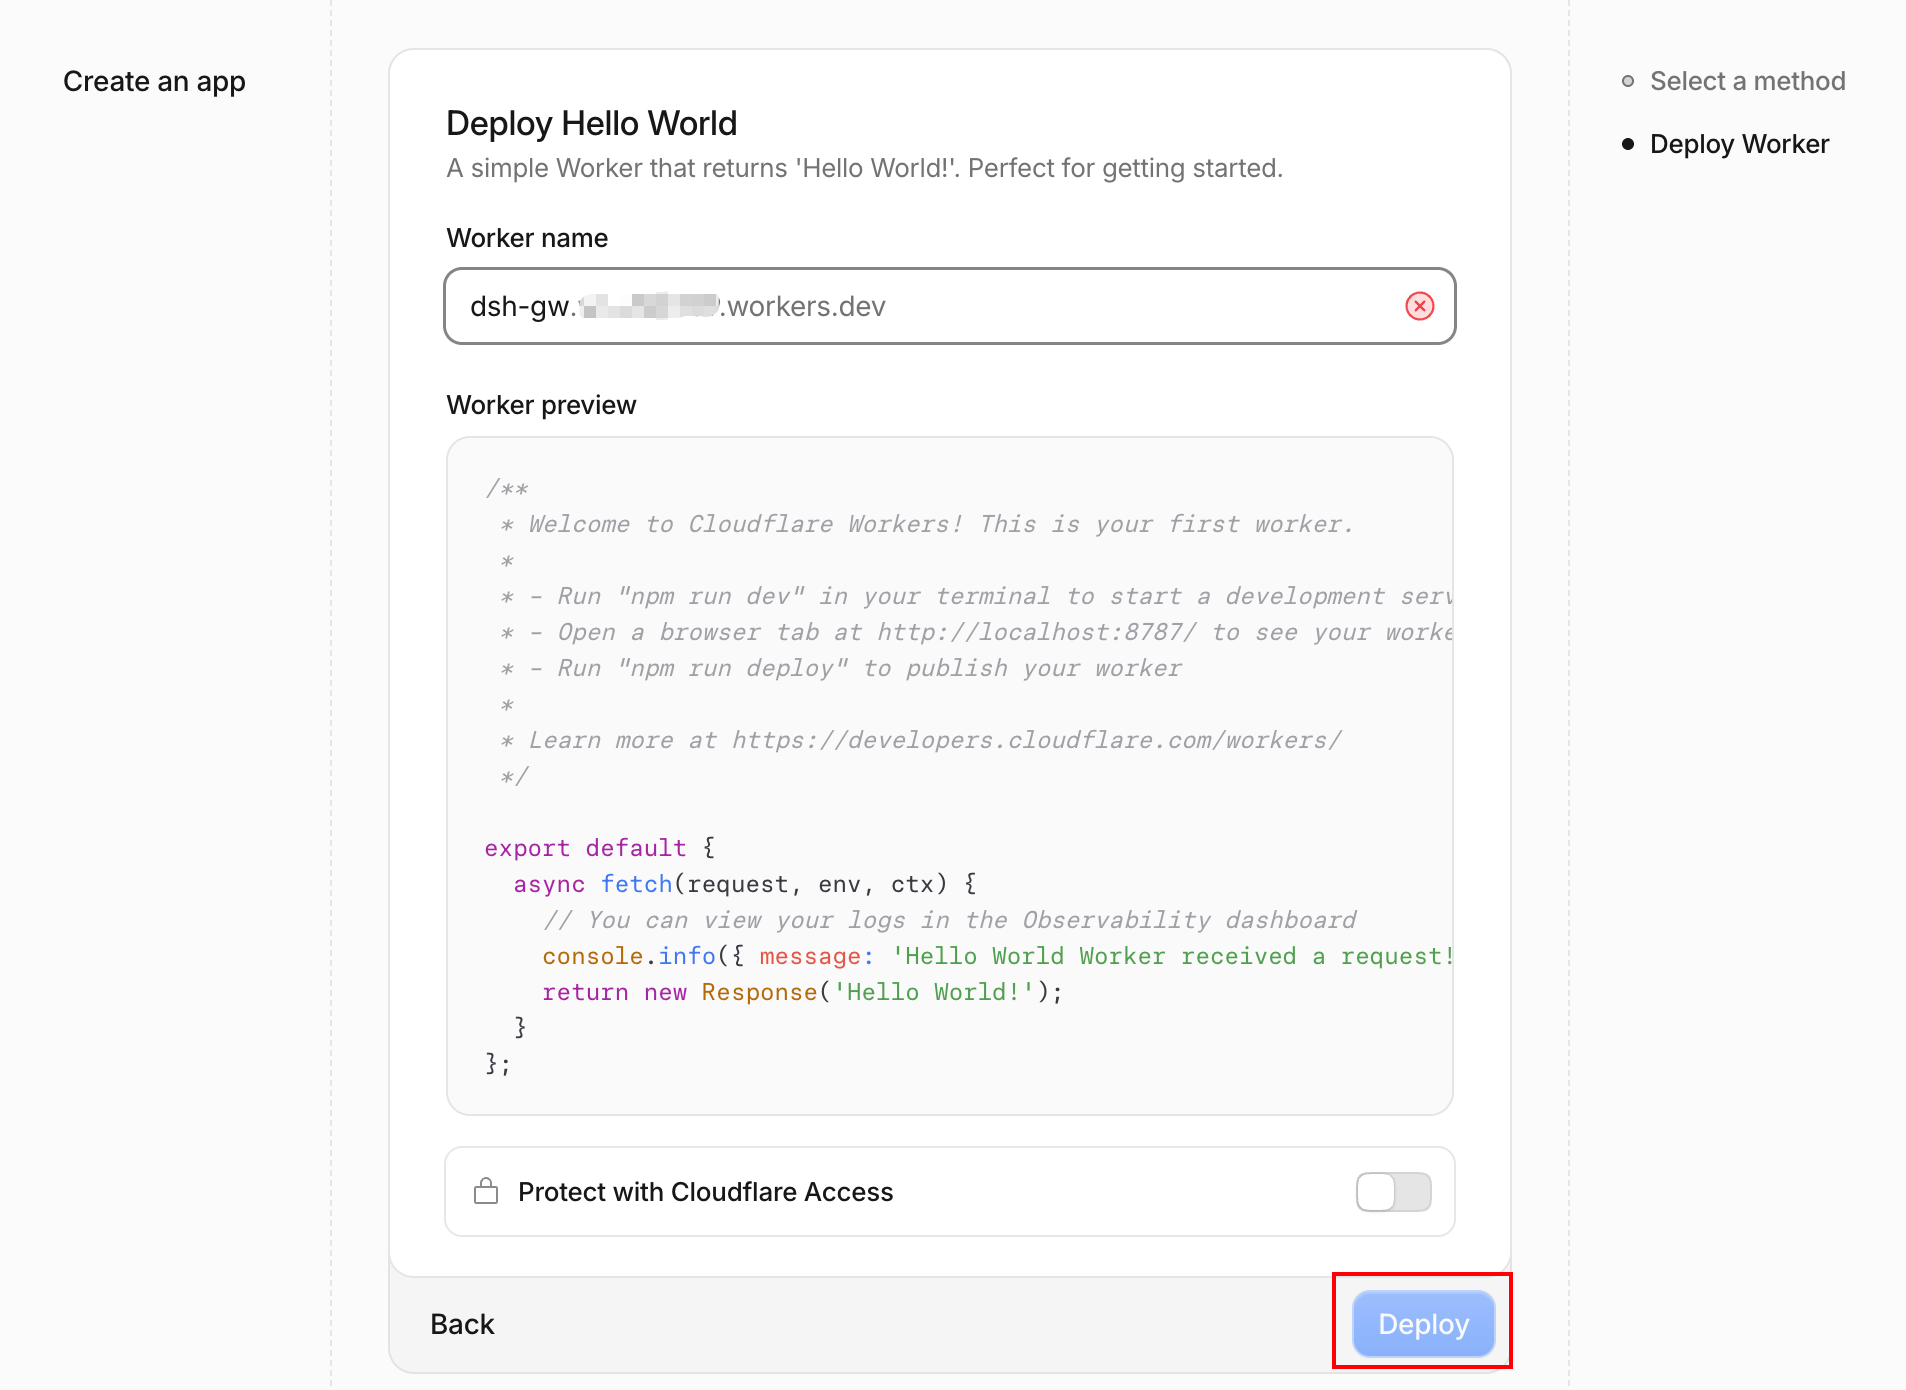 Create an app
Deploy Hello World
A simple Worker that returns 'Hello World!'. Perfect for getting started.
Worker name
dsh-gw. .workers.dev
Worker preview
/**
 * Welcome to Cloudflare Workers! This is your first worker.
 *
 * - Run "npm run dev" in your terminal to start a development serv
 * - Open a browser tab at http://localhost:8787/ to see your worke
 * - Run "npm run deploy" to publish your worker
 *
 * Learn more at https://developers.cloudflare.com/workers/
 */
export default {
  async fetch(request, env, ctx) {
    // You can view your logs in the Observability dashboard
    console.info({ message: 'Hello World Worker received a request!
    return new Response('Hello World!');
  }
};
Protect with Cloudflare Access
Back
Deploy
Select a method
Deploy Worker